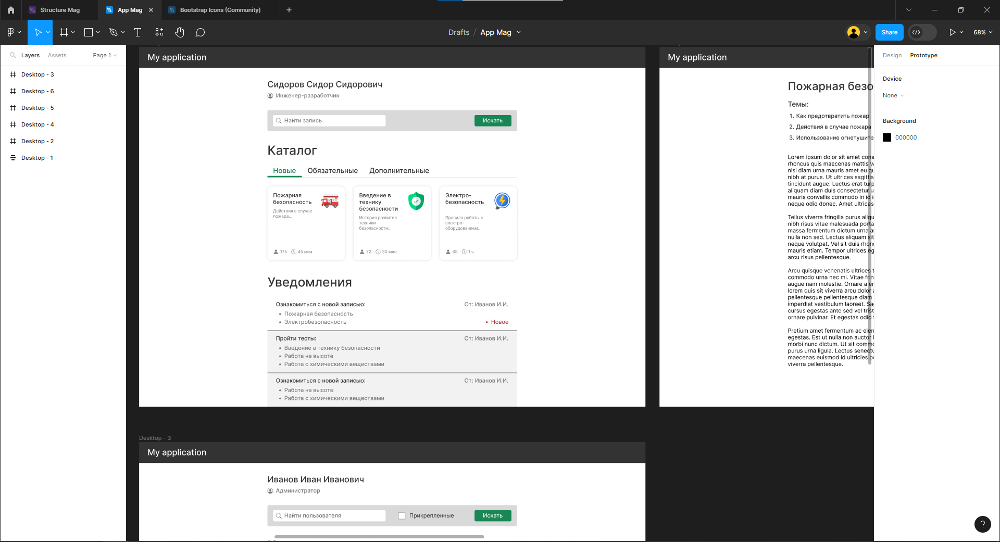 Structure Mag
App Mag
Bootstrap Icons (Community)
Drafts / App Mag
Share
68%
Layers
Assets
Page 1
Desktop - 3
Desktop - 6
Desktop - 5
Desktop - 4
Desktop - 2
Desktop - 1
My application
Сидоров Сидор Сидорович
Инженер-разработчик
Найти запись
Искать
Каталог
Новые
Обязательные
Дополнительные
Пожарная
безопасность
Действия в случае
пожара...
175
45 мин
Введение в
технику
безопасности
История развития
техники
безопасности...
72
30 мин
Электро-
безопасность
Правила работы с
электро-
оборудованием....
65
1 ч
Уведомления
Ознакомиться с новой записью:
От: Иванов И.И.
• Пожарная безопасность
• Электробезопасность
• Новое
Пройти тесты:
От: Иванов И.И.
• Введение в технику безопасности
• Работа на высоте
• Работа с химическими веществами
Ознакомиться с новой записью:
От: Иванов И.И.
• Работа на высоте
• Работа с химическими веществами
Desktop - 3
My application
Иванов Иван Иванович
Администратор
Найти пользователя
Прикрепленные
Искать
My application
Пожарная безо
Темы:
1. Как предотвратить пожар
2. Действия в случае пожара
3. Использование огнетушите
Lorem ipsum dolor sit amet cons
rhoncus quis maecenas mattis
nisl diam urna mauris amet eu
nibh at purus. Ut ultrices sagittis
tincidunt augue. Luctus erat
aliquam diam duis consectetur
mauris convallis commodo in id
neque odio donec. Amet ultrices
Tellus viverra fringilla purus
nibh risus vitae malesuada porta
massa fermentum dictum urna
nulla non sed. Lectus aliquam
neque volutpat. Vel sit duis
mauris etiam. Tempor ultrices
arcu risus pellentesque.
Arcu quisque venenatis ultrices
commodo urna nec mi. Vitae
augue nam molestie. Ornare a
lorem quis sit viverra arcu dolor
pellentesque pellentesque diam
imperdiet vestibulum laoreet.
cursus egestas ante sed vel
ornare pulvinar. Et egestas odio
Pretium amet fermentum ac
egestas. Est ut nulla non auctor
morbi nunc dictum. Ut sit
purus urna ligula. Lectus
maecenas euismod id ultricies
viverra pellentesque.
Design
Prototype
Device
None
Background
000000
?